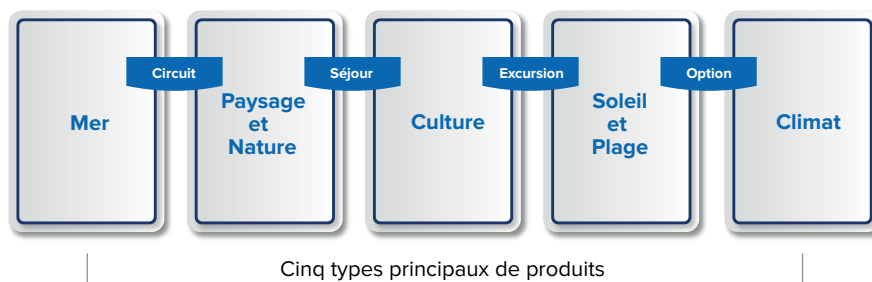 Circuit
Séjour
Excursion
Option
Mer
Paysage
et
Nature
Culture
Soleil
et
Plage
Climat
Cinq types principaux de produits